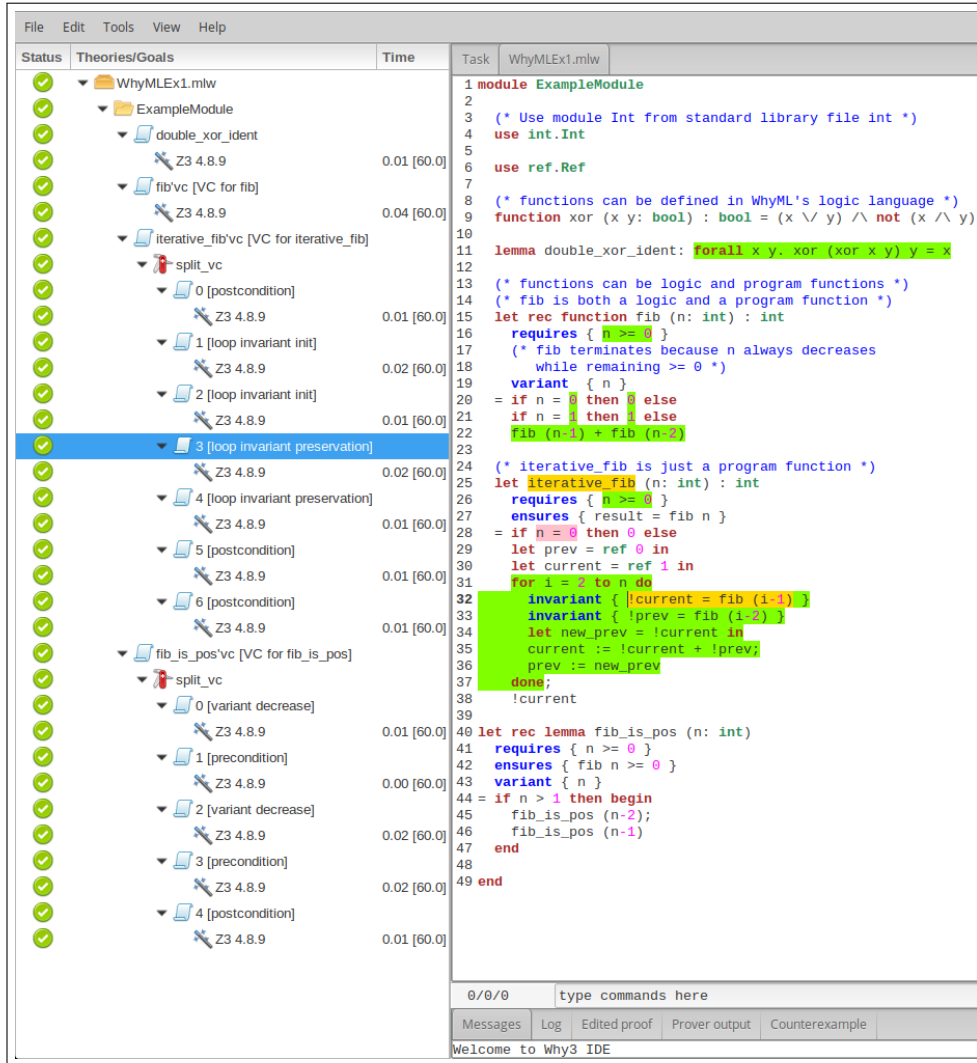 File Edit Tools View Help
Status Theories/Goals Time
WhyMLEx1.mlw
ExampleModule
double_xor_ident
Z3 4.8.9 0.01 [60.0]
fib'vc [VC for fib]
Z3 4.8.9 0.04 [60.0]
iterative_fib'vc [VC for iterative_fib]
split_vc
0 [postcondition]
Z3 4.8.9 0.01 [60.0]
1 [loop invariant init]
Z3 4.8.9 0.02 [60.0]
2 [loop invariant init]
Z3 4.8.9 0.01 [60.0]
3 [loop invariant preservation]
Z3 4.8.9 0.02 [60.0]
4 [loop invariant preservation]
Z3 4.8.9 0.01 [60.0]
5 [postcondition]
Z3 4.8.9 0.01 [60.0]
6 [postcondition]
Z3 4.8.9 0.01 [60.0]
fib_is_pos'vc [VC for fib_is_pos]
split_vc
0 [variant decrease]
Z3 4.8.9 0.01 [60.0]
1 [precondition]
Z3 4.8.9 0.00 [60.0]
2 [variant decrease]
Z3 4.8.9 0.02 [60.0]
3 [precondition]
Z3 4.8.9 0.02 [60.0]
4 [postcondition]
Z3 4.8.9 0.01 [60.0]
Task WhyMLEx1.mlw
1 module ExampleModule
2
3 (* Use module Int from standard library file int *)
4 use int.Int
5
6 use ref.Ref
7
8 (* functions can be defined in WhyML's logic language *)
9 function xor (x y: bool) : bool = (x \/ y) /\ not (x /\ y)
10
11 lemma double_xor_ident: forall x y. xor (xor x y) y = x
12
13 (* functions can be logic and program functions *)
14 (* fib is both a logic and a program function *)
15 let rec function fib (n: int) : int
16 requires { n >= 0 }
17 (* fib terminates because n always decreases
18 while remaining >= 0 *)
19 variant { n }
20 = if n = 0 then 0 else
21 if n = 1 then 1 else
22 fib (n-1) + fib (n-2)
23
24 (* iterative_fib is just a program function *)
25 let iterative_fib (n: int) : int
26 requires { n >= 0 }
27 ensures { result = fib n }
28 = if n = 0 then 0 else
29 let prev = ref 0 in
30 let current = ref 1 in
31 for i = 2 to n do
32 invariant { !current = fib (i-1) }
33 invariant { !prev = fib (i-2) }
34 let new_prev = !current in
35 current := !current + !prev;
36 prev := new_prev
37 done;
38 !current
39
40 let rec lemma fib_is_pos (n: int)
41 requires { n >= 0 }
42 ensures { fib n >= 0 }
43 variant { n }
44 = if n > 1 then begin
45 fib_is_pos (n-2);
46 fib_is_pos (n-1)
47 end
48
49 end
0/0/0 type commands here
Messages Log Edited proof Prover output Counterexample
Welcome to Why3 IDE